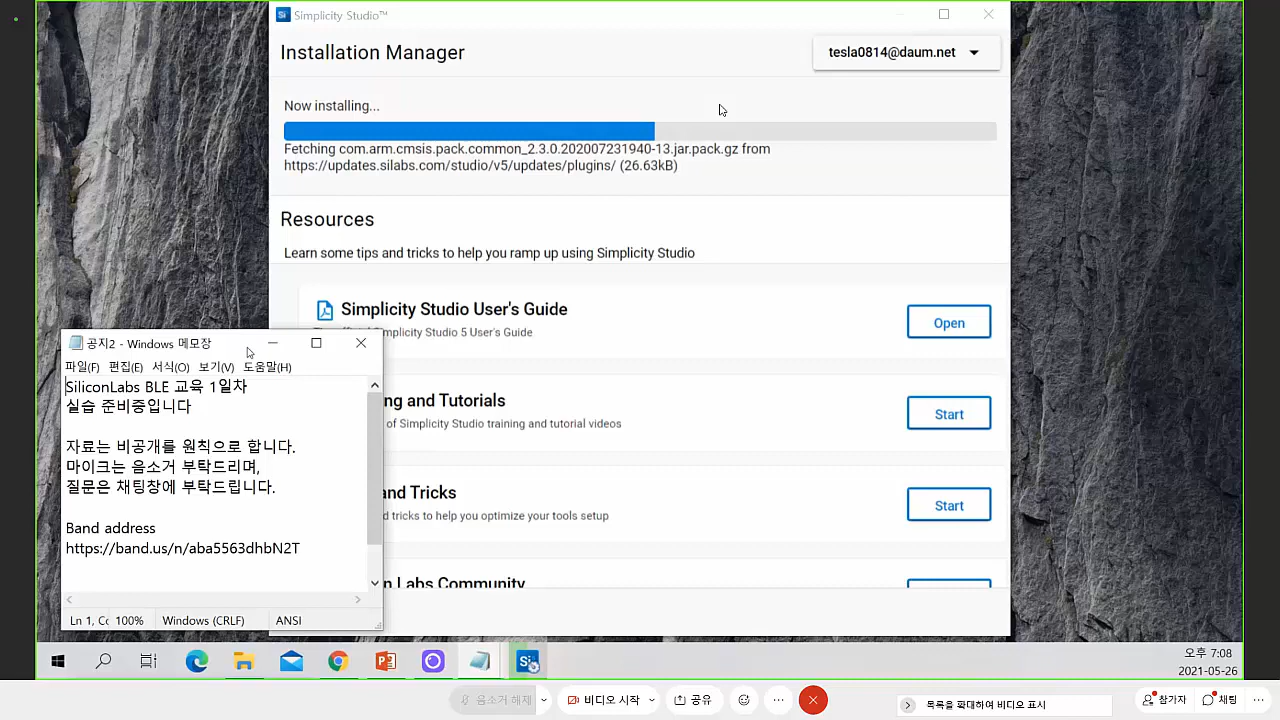 Simplicity Studio™
Installation Manager
tesla0814@daum.net
Now installing...
Fetching com.arm.cmsis.pack.common_2.3.0.202007231940-13.jar.pack.gz from
https://updates.silabs.com/studio/v5/updates/plugins/ (26.63kB)
Resources
Learn some tips and tricks to help you ramp up using Simplicity Studio
Simplicity Studio User's Guide
Simplicity Studio 5 User's Guide
Open
and Tutorials
of Simplicity Studio training and tutorial videos
Start
and Tricks
tricks to help you optimize your tools setup
Start
Labs Community
공지2 - Windows 메모장
파일(F) 편집(E) 서식(O) 보기(V) 도움말(H)
SiliconLabs BLE 교육 1일차
실습 준비중입니다
자료는 비공개를 원칙으로 합니다.
마이크는 음소거 부탁드리며,
질문은 채팅창에 부탁드립니다.
Band address
https://band.us/n/aba5563dhbN2T
Ln 1, 100% Windows (CRLF) ANSI
Si
오후 7:08
2021-05-26
음소거 해제 비디오 시작 공유 목록을 확대하여 비디오 표시 참가자 채팅